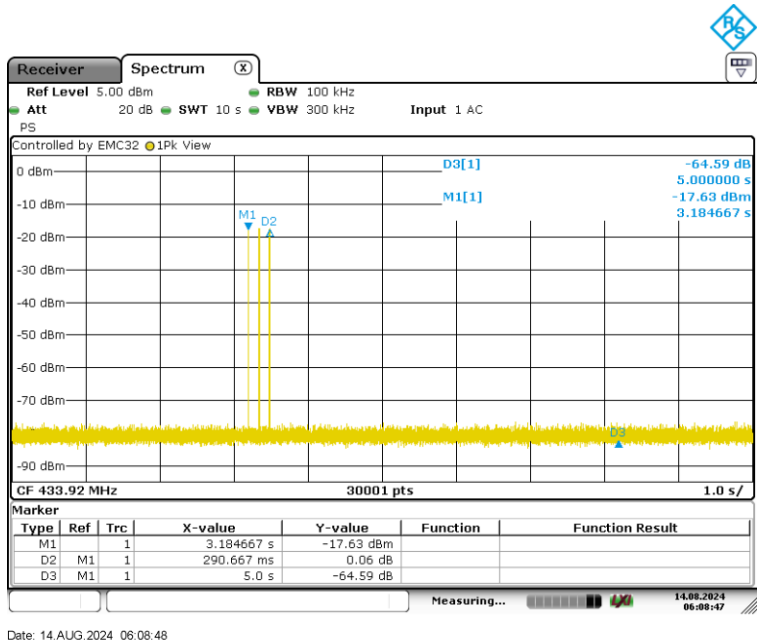 R&S
Receiver Spectrum X
Ref Level 5.00 dBm RBW 100 kHz
Att 20 dB SWT 10 s VBW 300 kHz Input 1 AC
PS
Controlled by EMC32 1Pk View
D3[1] -64.59 dB
5.000000 s
M1[1] -17.63 dBm
3.184667 s
0 dBm
-10 dBm
M1
D2
-20 dBm
-30 dBm
-40 dBm
-50 dBm
-60 dBm
-70 dBm
D3
-90 dBm
CF 433.92 MHz 30001 pts 1.0 s/
Marker
Type Ref Trc X-value Y-value Function Function Result
M1 1 3.184667 s -17.63 dBm
D2 M1 1 290.667 ms 0.06 dB
D3 M1 1 5.0 s -64.59 dB
Measuring... LXI 14.08.2024
06:08:47
Date: 14.AUG.2024 06:08:48